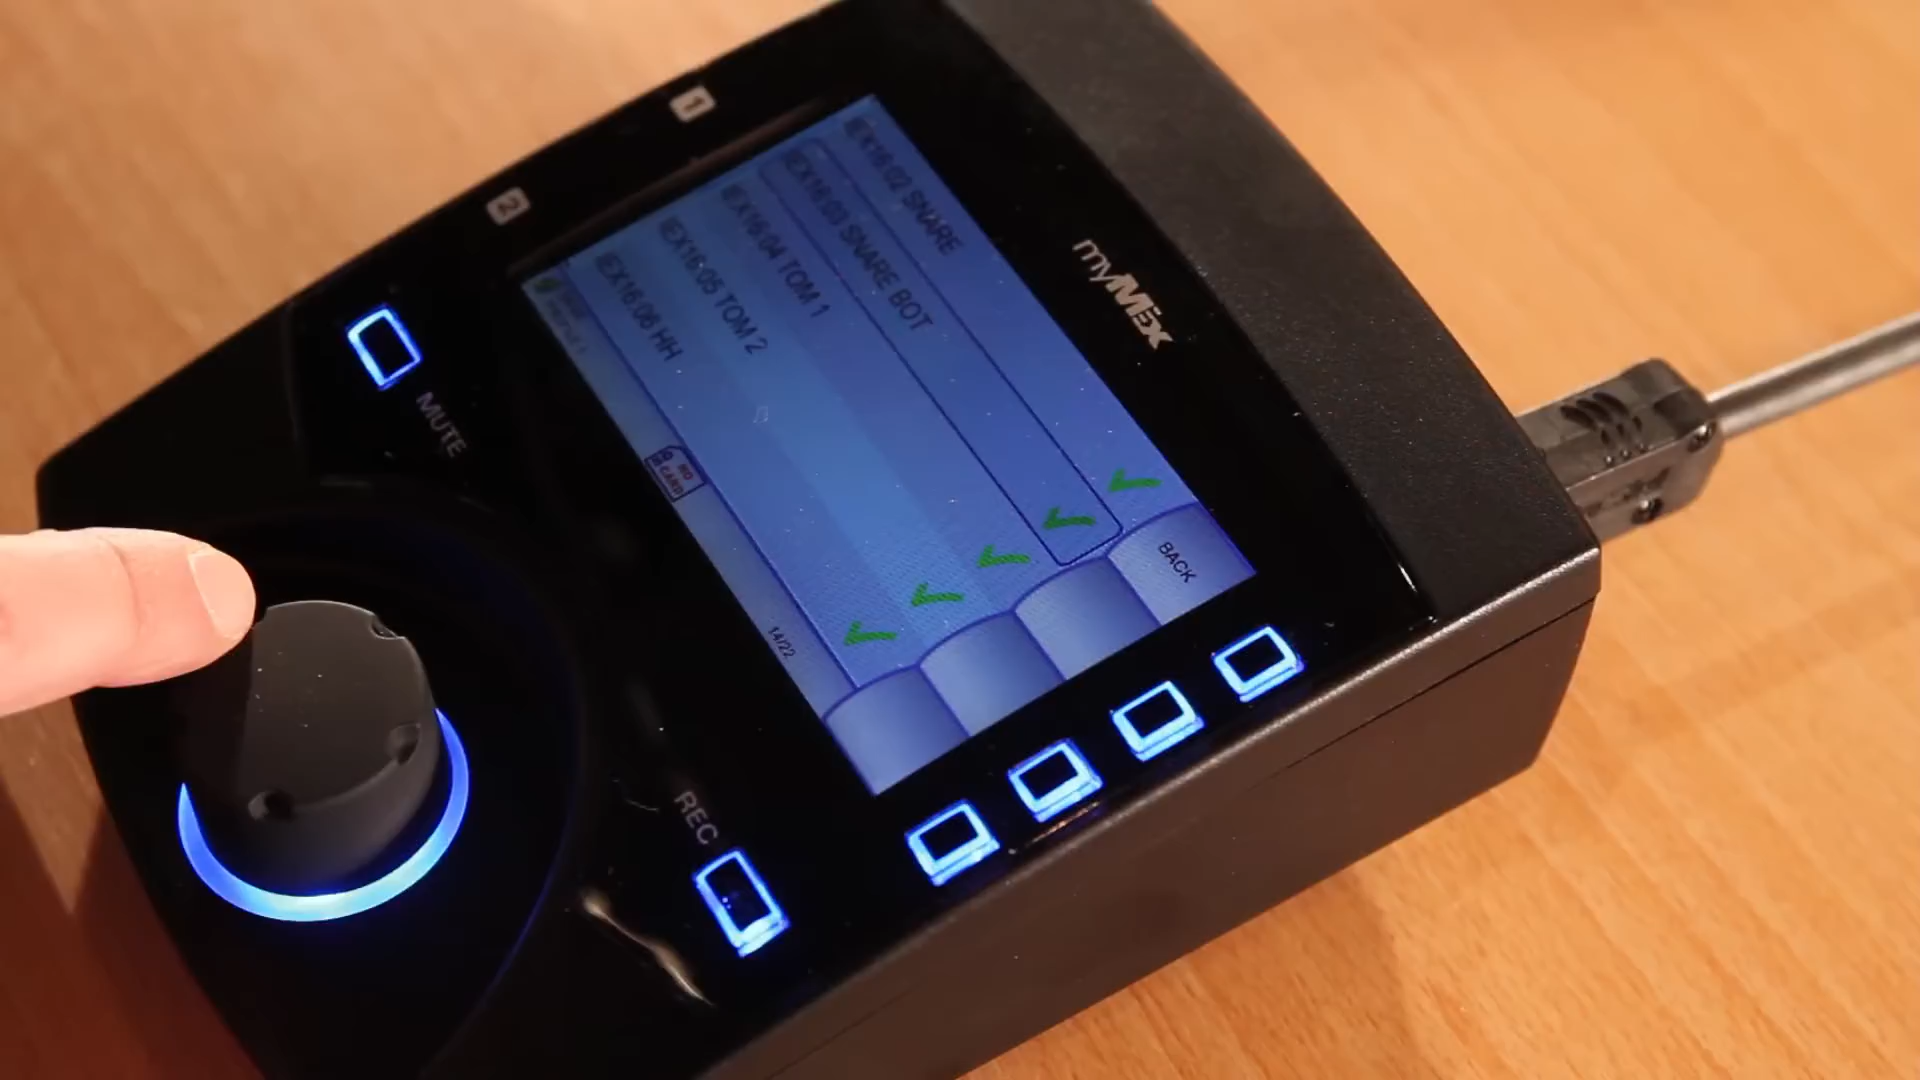 1
2
myMix
IEX16:02 SNARE
IEX16:03 SNARE BOT
IEX16:04 TOM 1
IEX16:05 TOM 2
IEX16:06 HH
NO
CARD
14/22
BACK
MUTE
REC